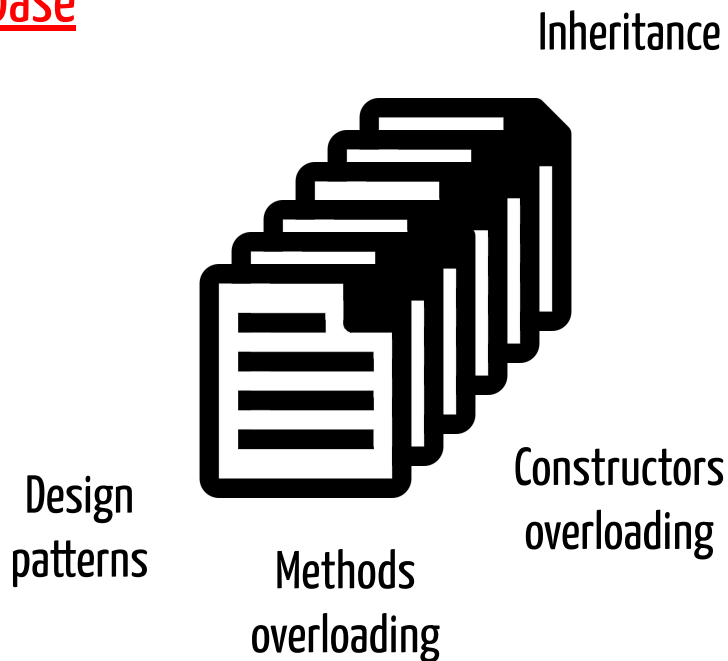 Inheritance
Constructors
overloading
Design
patterns
Methods
overloading